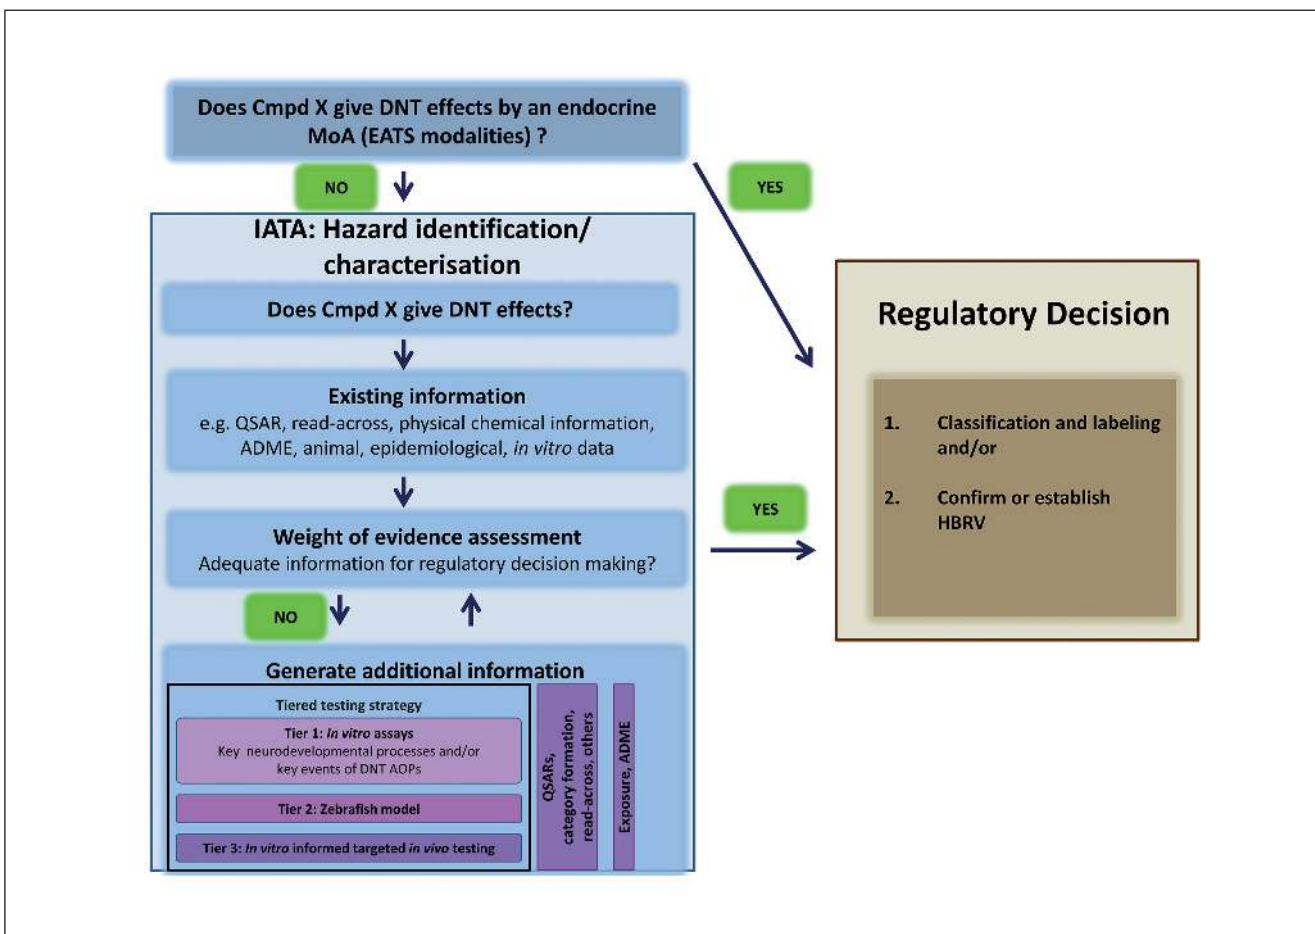 Does Cmpd X give DNT effects by an endocrine
MoA (EATS modalities) ?
NO
YES
IATA: Hazard identification/
characterisation
Does Cmpd X give DNT effects?
Existing information
e.g. QSAR, read-across, physical chemical information,
ADME, animal, epidemiological, in vitro data
Weight of evidence assessment
Adequate information for regulatory decision making?
YES
NO
Generate additional information
Tiered testing strategy
Tier 1: In vitro assays
Key neurodevelopmental processes and/or
key events of DNT AOPs
Tier 2: Zebrafish model
Tier 3: In vitro informed targeted in vivo testing
QSARs,
category formation,
read-across, others
Exposure, ADME
Regulatory Decision
1. Classification and labeling
and/or
2. Confirm or establish
HBRV